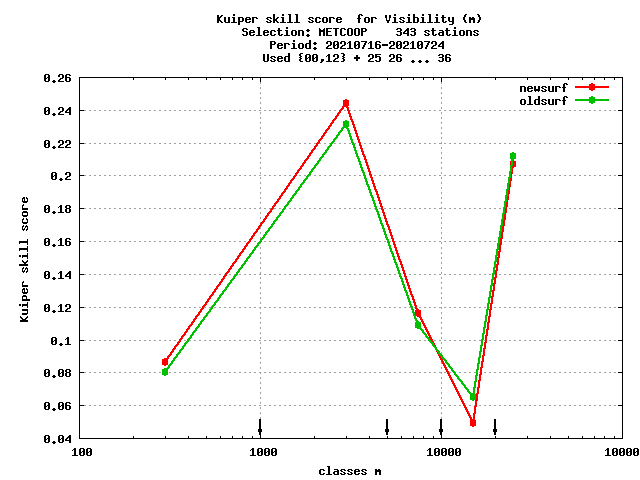 Kuiper skill score  for Visibility (m)
Selection: METCOOP    343 stations
Period: 20210716-20210724
Used {00,12} + 25 26 ... 36
newsurf
oldsurf
0.26
0.24
0.22
0.2
0.18
0.16
0.14
0.12
0.1
0.08
0.06
0.04
Kuiper skill score
100 1000 10000 10000
classes m